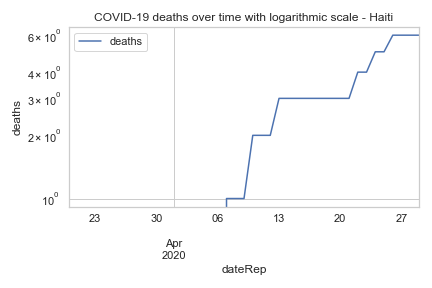 COVID-19 deaths over time with logarithmic scale - Haiti
deaths
6 × 10⁰
4 × 10⁰
3 × 10⁰
2 × 10⁰
10⁰
deaths
23 30 06 13 20 27
Apr
2020
dateRep